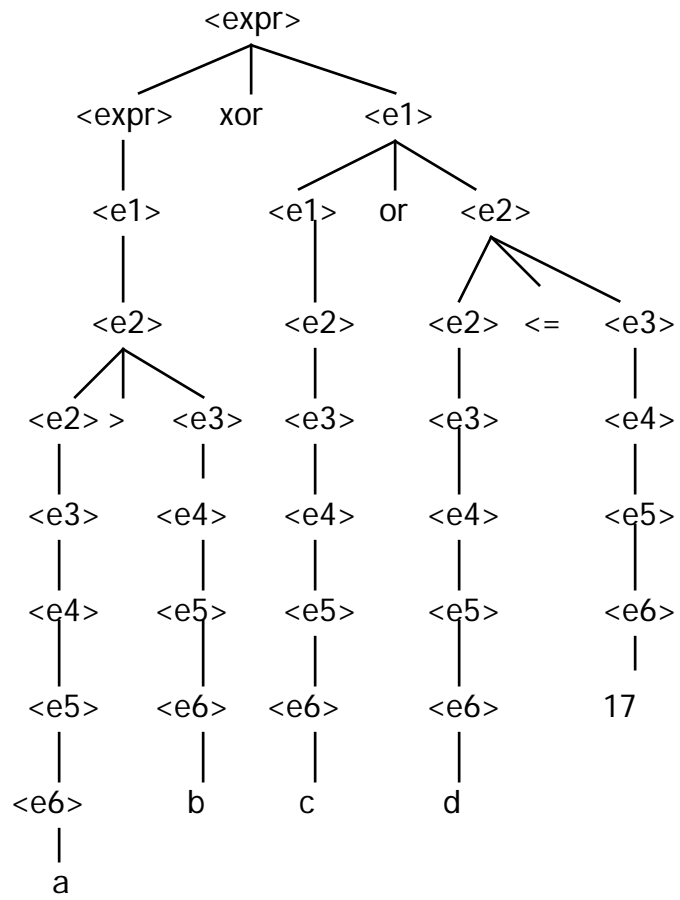 <expr>
<expr> xor <e1>
<e1> <e1> or <e2>
<e2> <e2> <e2> <= <e3>
<e2> > <e3> <e3> <e3> <e4>
<e3> <e4> <e4> <e4> <e5>
<e4> <e5> <e5> <e5> <e6>
<e5> <e6> <e6> <e6> 17
<e6> b c d
a